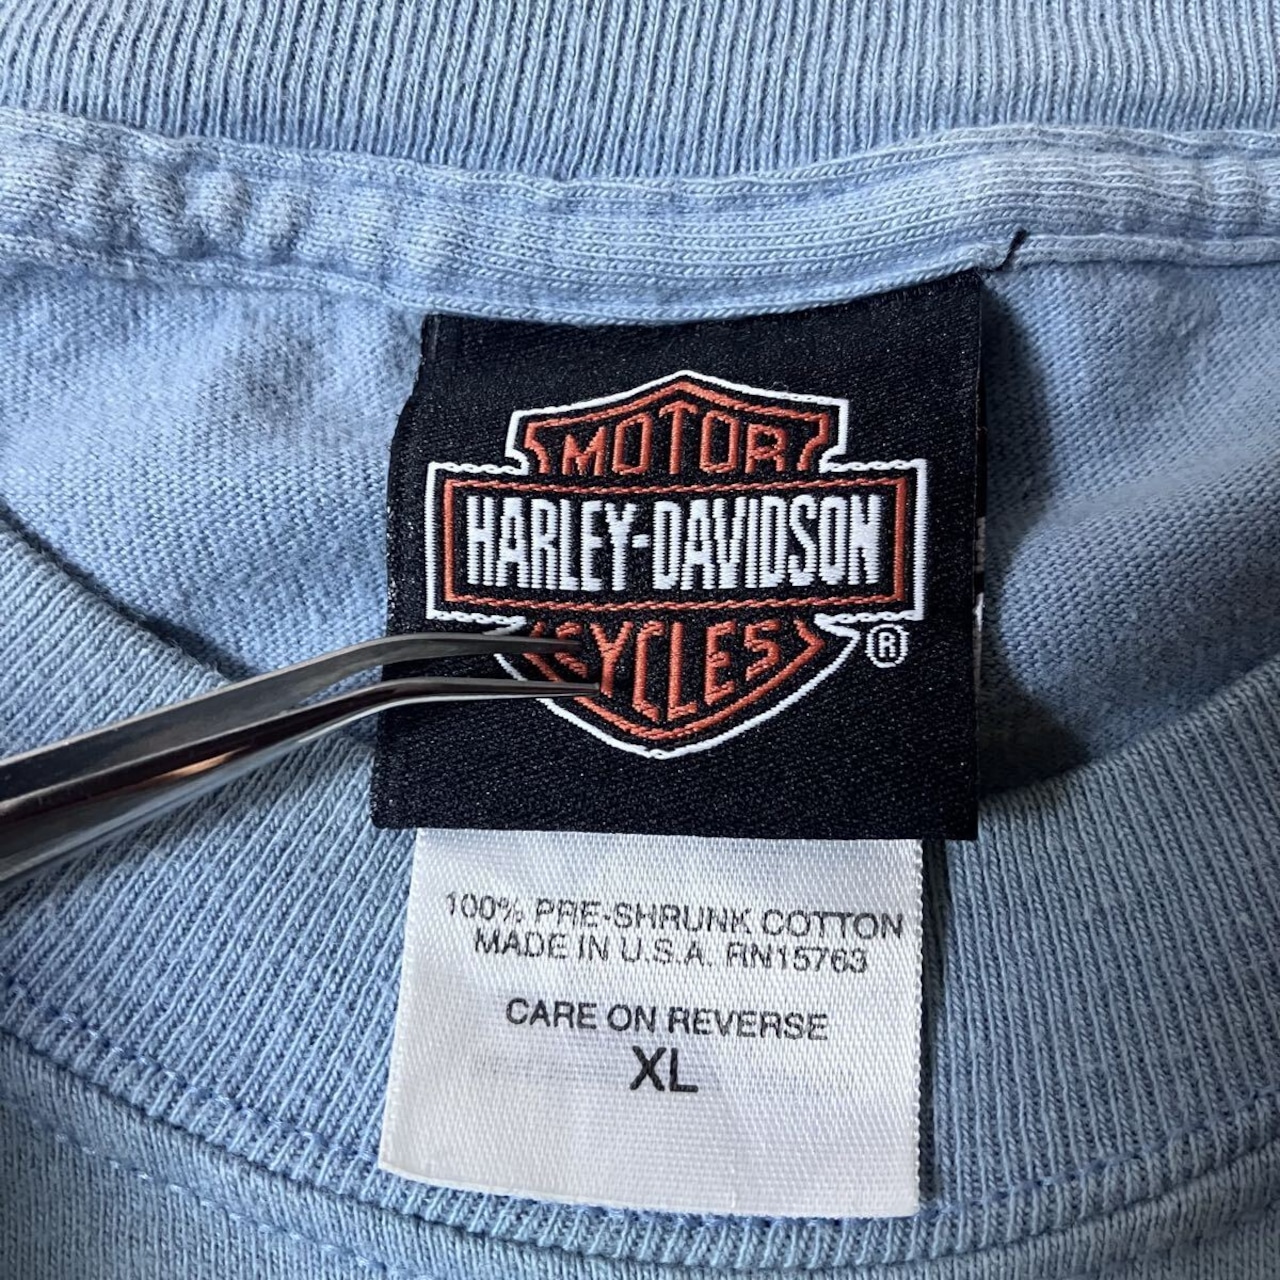 MOTOR
HARLEY-DAVIDSON
CYCLES
®
100% PRE-SHRUNK COTTON
MADE IN U.S.A. RN15763
CARE ON REVERSE
XL